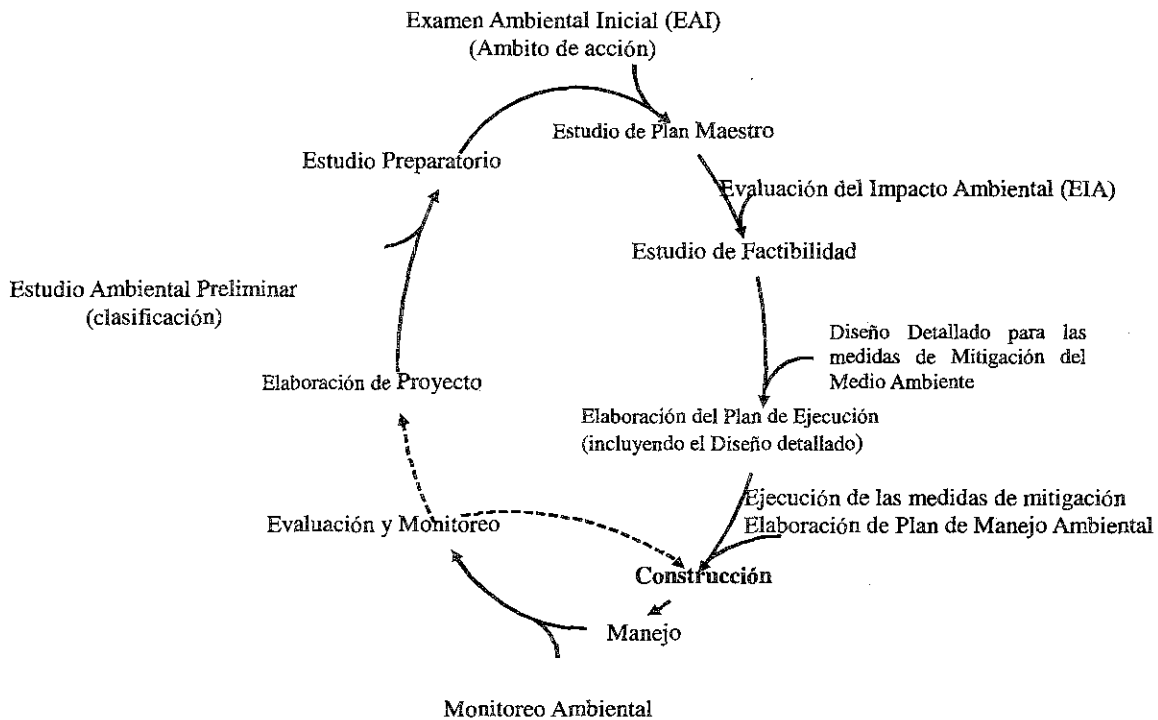 Examen Ambiental Inicial (EAI)
(Ambito de acción)
Estudio de Plan Maestro
Estudio Preparatorio
Evaluación del Impacto Ambiental (EIA)
Estudio de Factibilidad
Estudio Ambiental Preliminar
(clasificación)
Diseño Detallado para las
medidas de Mitigación del
Medio Ambiente
Elaboración de Proyecto
Elaboración del Plan de Ejecución
(incluyendo el Diseño detallado)
Ejecución de las medidas de mitigación
Elaboración de Plan de Manejo Ambiental
Evaluación y Monitoreo
Construcción
Manejo
Monitoreo Ambiental